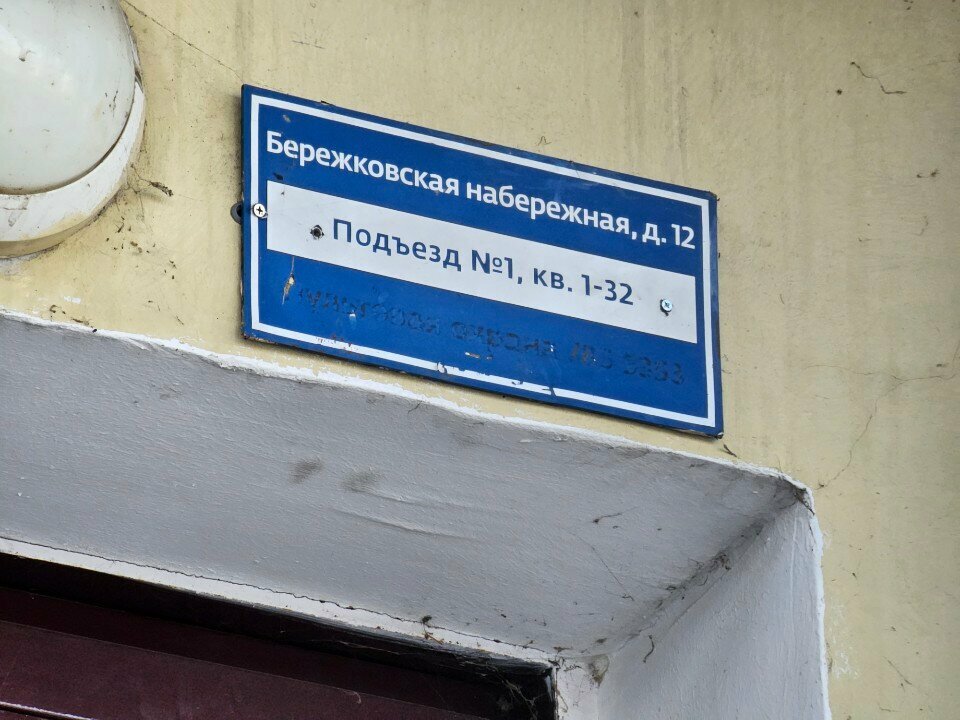 Бережковская набережная, д. 12
Подъезд №1, кв. 1-32